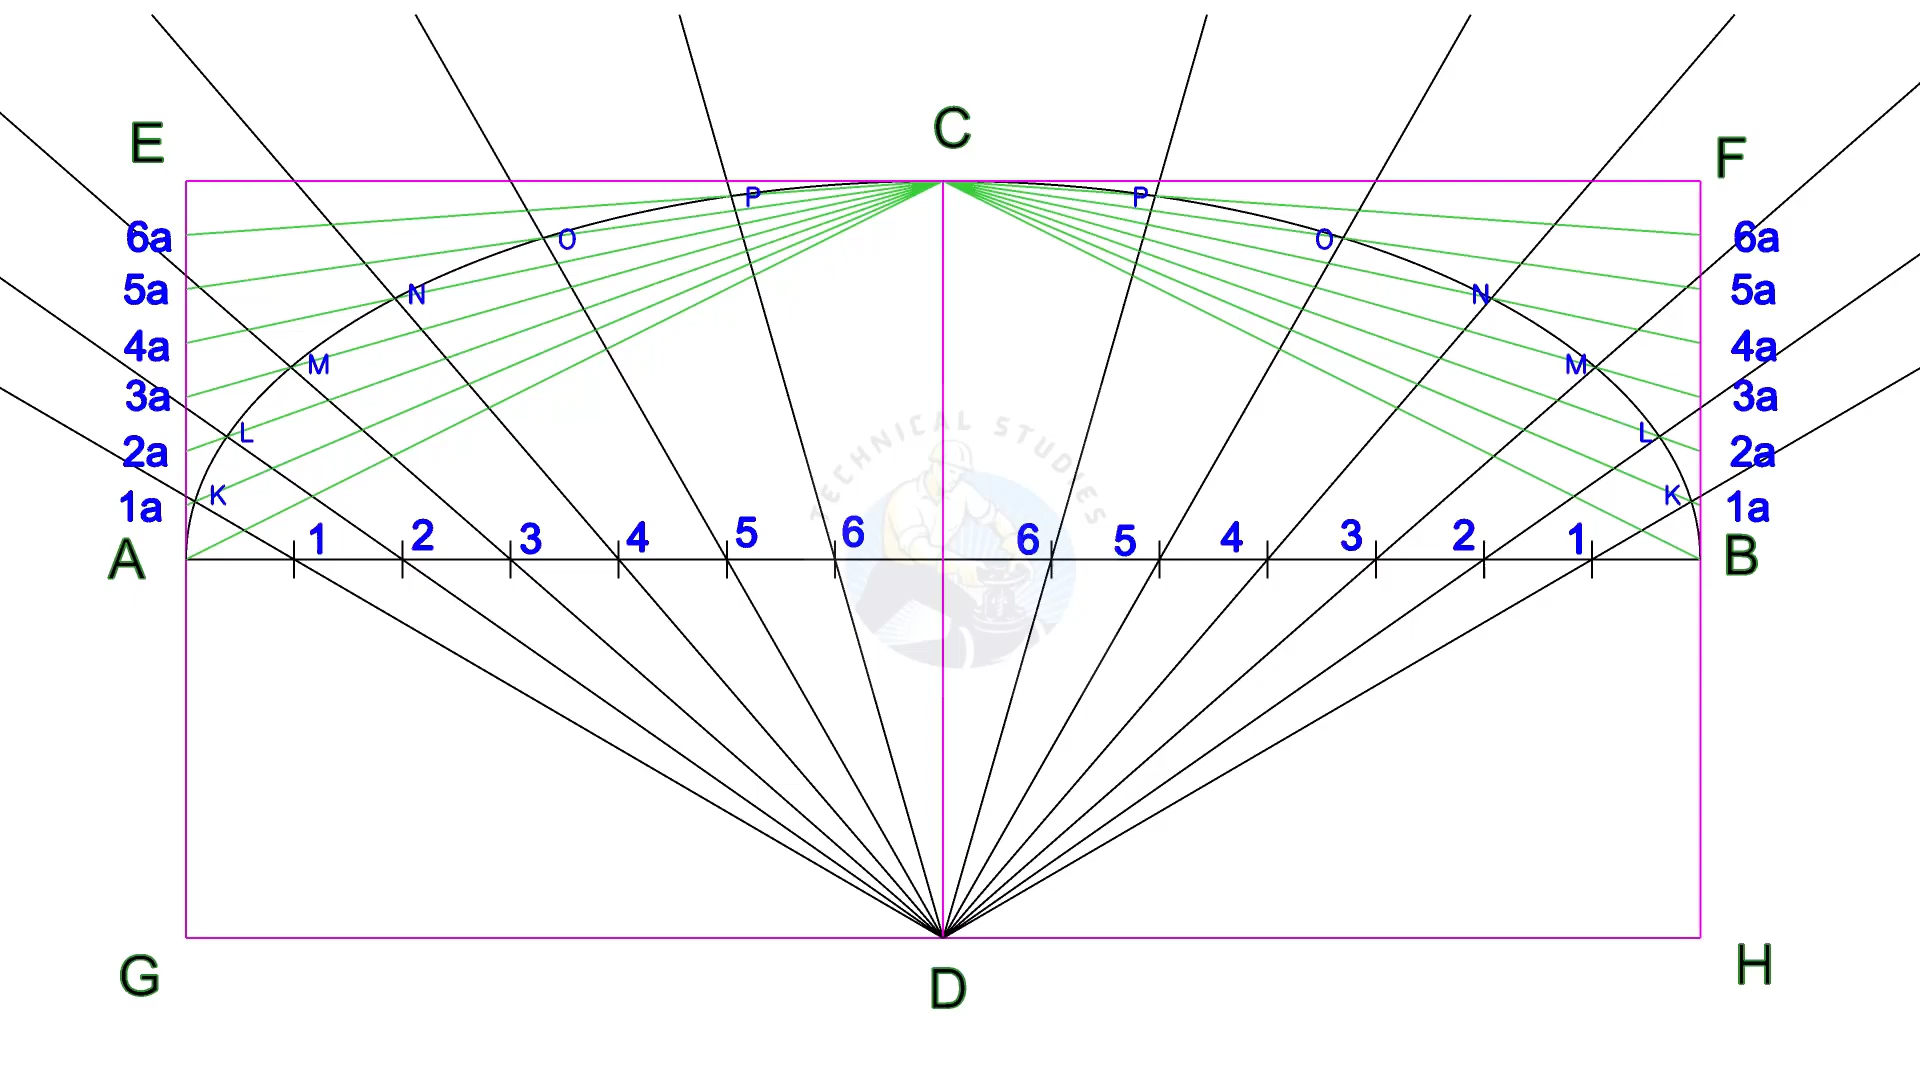 E C F
P P
6a O O 6a
5a N N 5a
4a M M 4a
3a 3a
2a L L 2a
TECHNICAL STUDIES
1a K K 1a
A 1 2 3 4 5 6 6 5 4 3 2 1 B
G D H